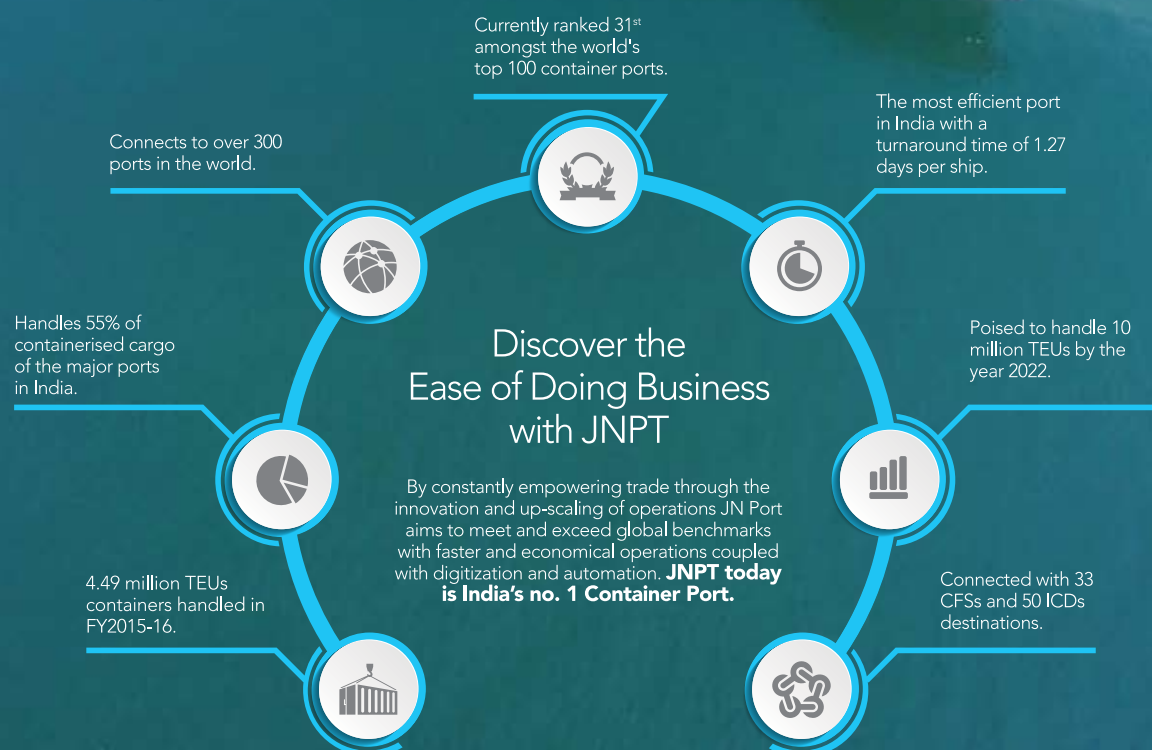 Currently ranked 31st
amongst the world's
top 100 container ports.
Connects to over 300
ports in the world.
The most efficient port
in India with a
turnaround time of 1.27
days per ship.
Handles 55% of
containerised cargo
of the major ports
in India.
Poised to handle 10
million TEUs by the
year 2022.
Discover the
Ease of Doing Business
with JNPT
By constantly empowering trade through the
innovation and up-scaling of operations JN Port
aims to meet and exceed global benchmarks
with faster and economical operations coupled
with digitization and automation. JNPT today
is India's no. 1 Container Port.
4.49 million TEUs
containers handled in
FY2015-16.
Connected with 33
CFSs and 50 ICDs
destinations.